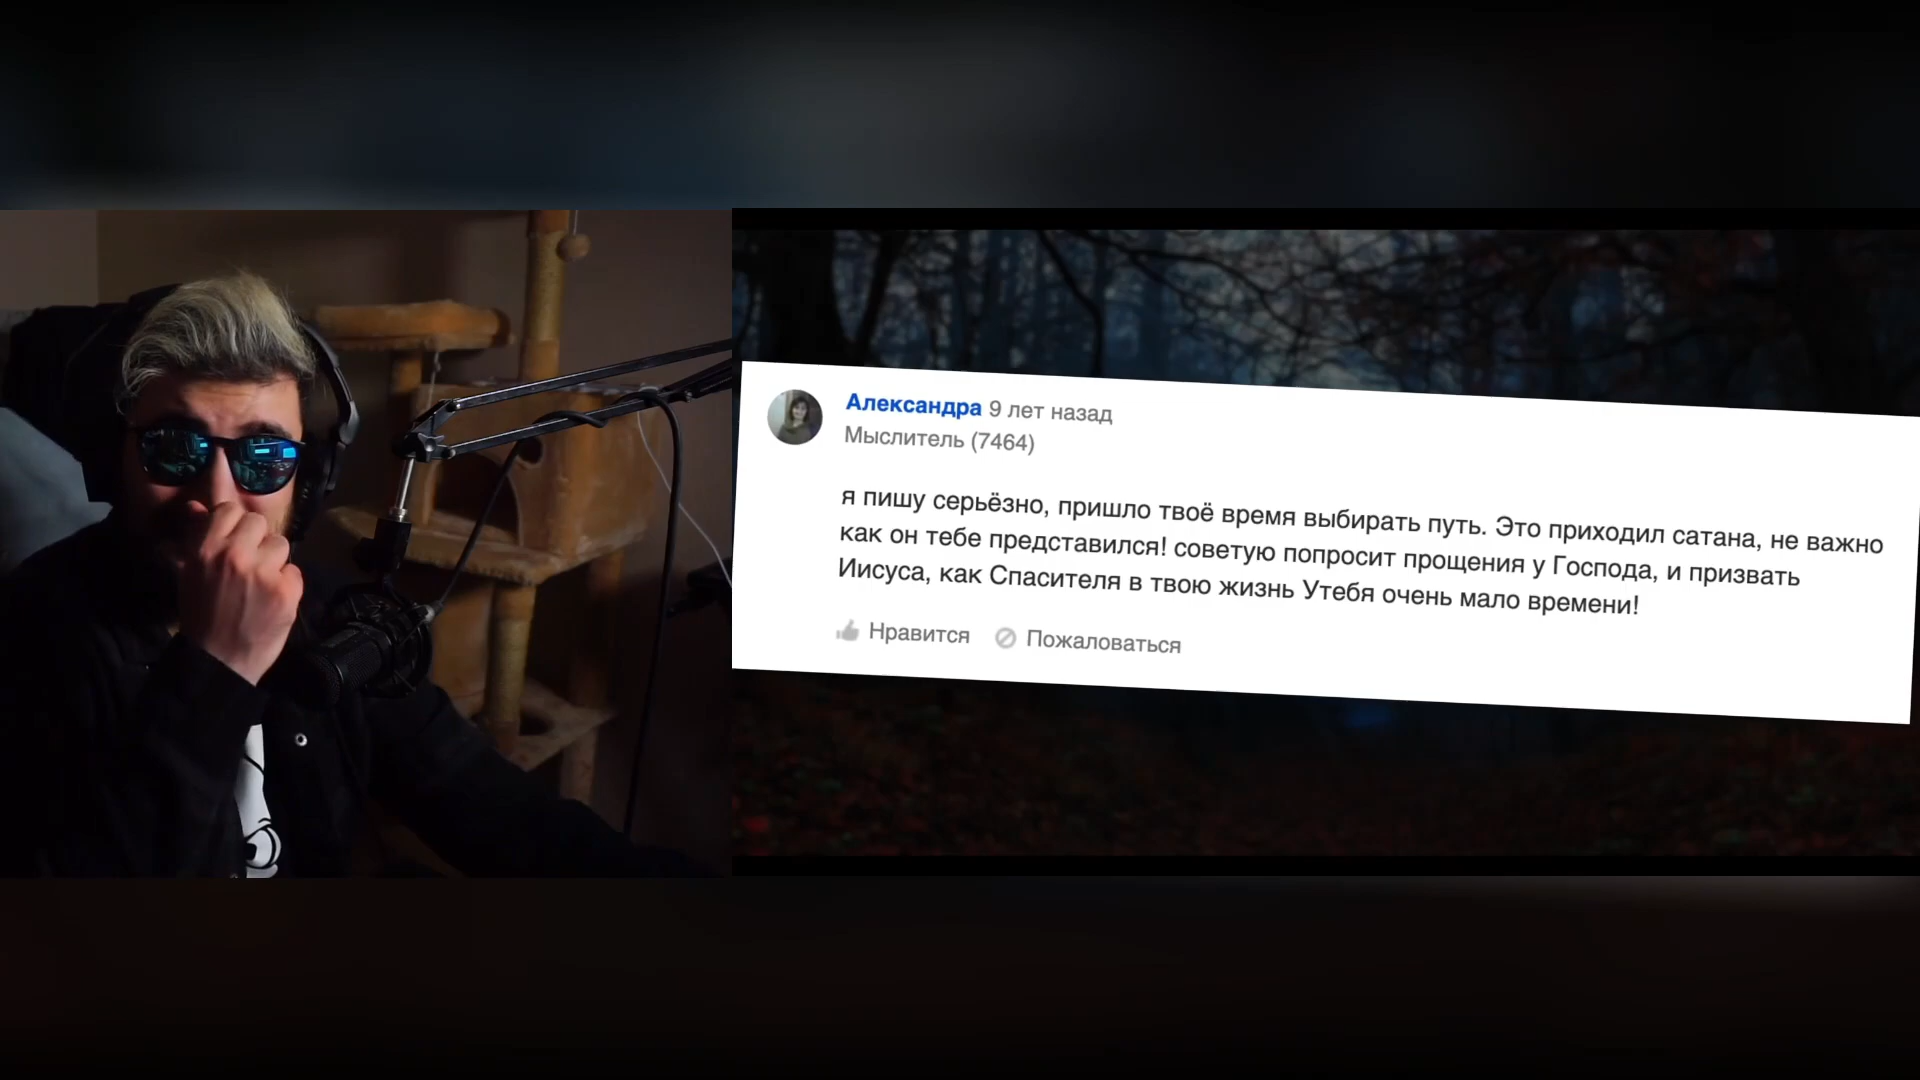 Александра 9 лет назад
Мыслитель (7464)
я пишу серьёзно, пришло твоё время выбирать путь. Это приходил сатана, не важно
как он тебе представился! советую попросит прощения у Господа, и призвать
Иисуса, как Спасителя в твою жизнь Утебя очень мало времени!
Нравится Пожаловаться